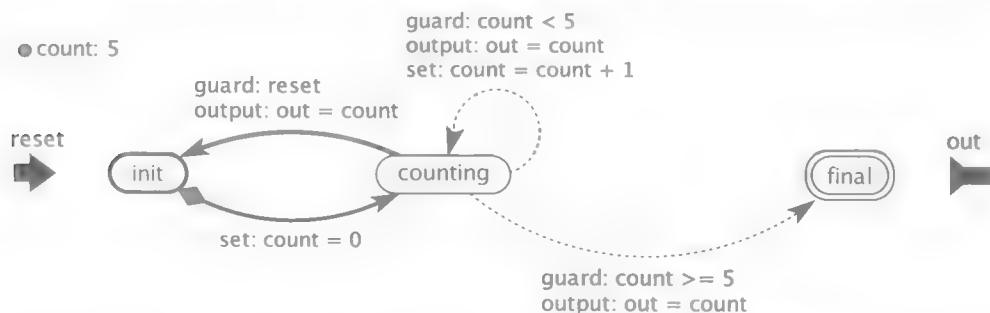 count: 5
guard: count < 5
output: out = count
set: count = count + 1
guard: reset
output: out = count
reset
init
counting
final
out
set: count = 0
guard: count >= 5
output: out = count